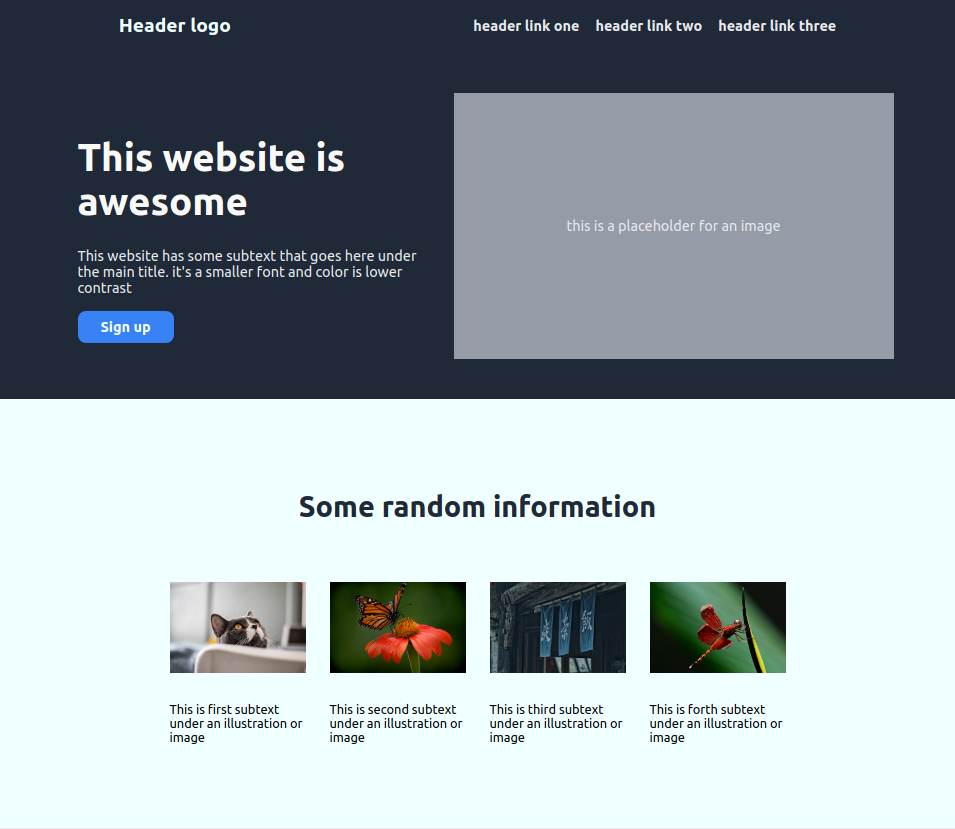 Header logo
header link one header link two header link three
This website is
awesome
This website has some subtext that goes here under
the main title. it's a smaller font and color is lower
contrast
Sign up
this is a placeholder for an image
Some random information
This is first subtext
under an illustration or
image
This is second subtext
under an illustration or
image
This is third subtext
under an illustration or
image
This is forth subtext
under an illustration or
image